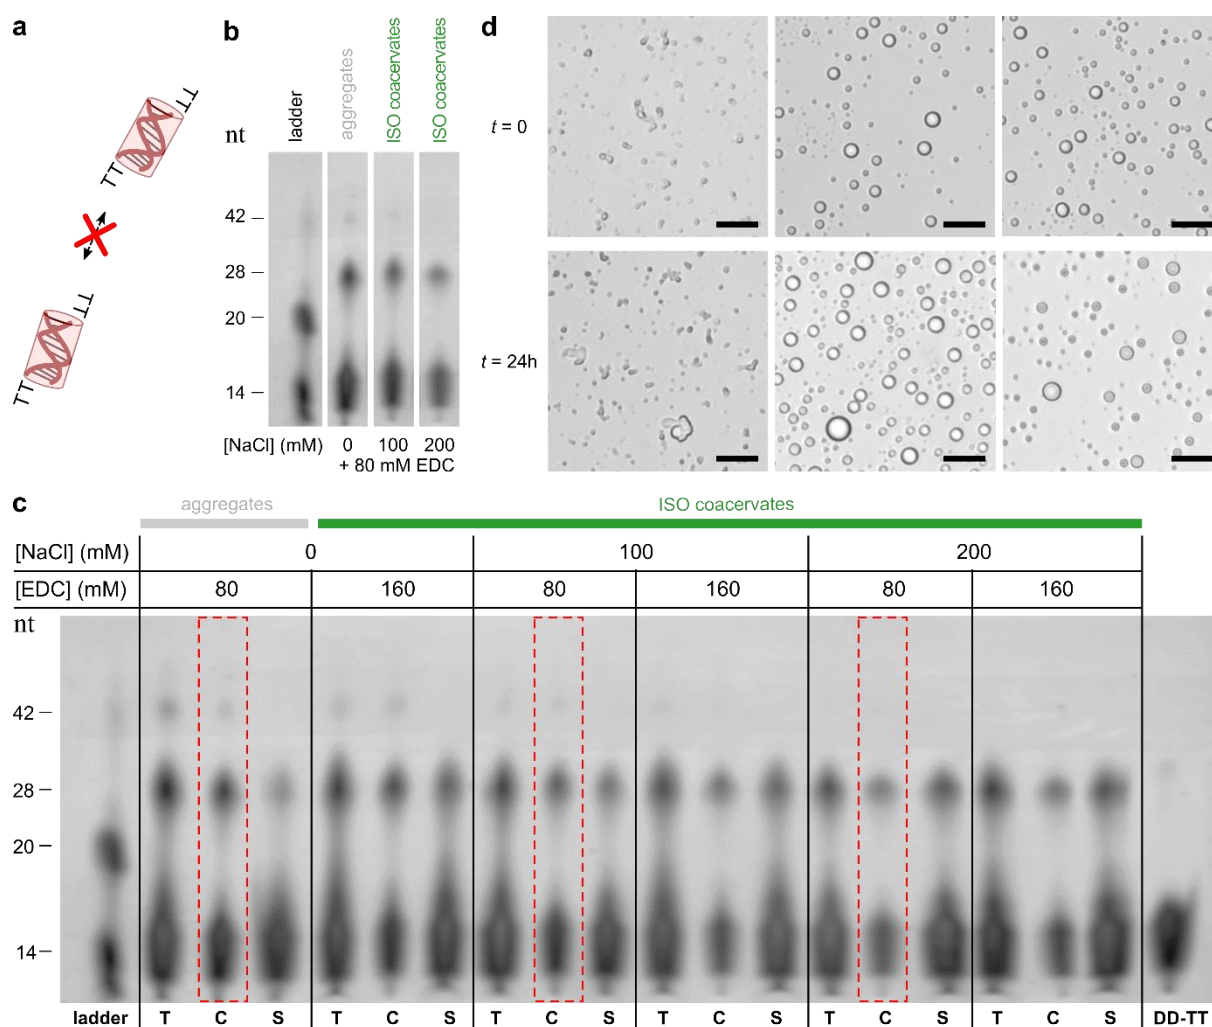 a
TT
TT
TT
TT
b
ladder
aggregates
ISO coacervates
ISO coacervates
nt
42
28
20
14
[NaCl] (mM) 0 100 200
+ 80 mM EDC
d
t = 0
t = 24h
c
aggregates ISO coacervates
[NaCl] (mM) 0 100 200
[EDC] (mM) 80 160 80 160 80 160
nt
42
28
20
14
ladder T C S T C S T C S T C S T C S T C S DD-TT